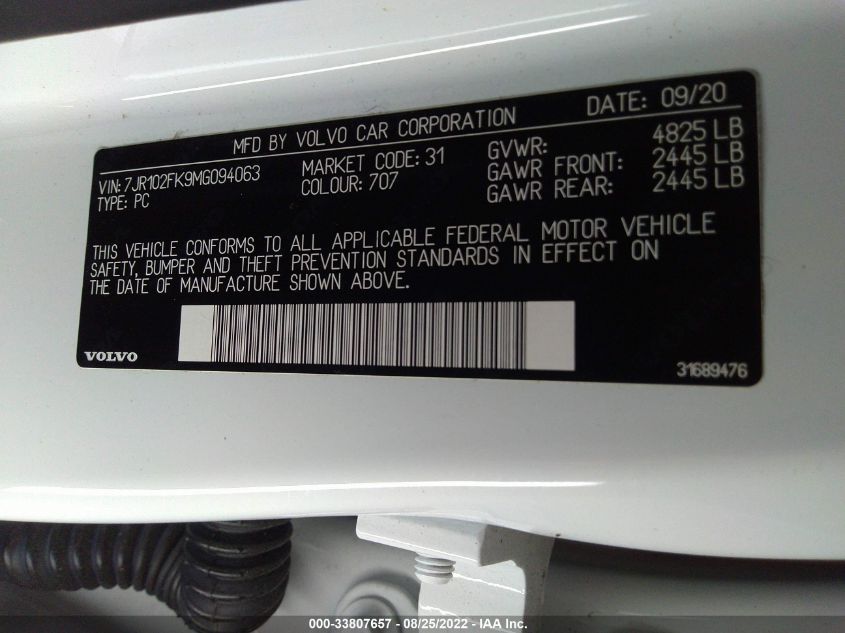 MFD BY VOLVO CAR CORPORATION DATE: 09/20
VIN: 7JR102FK9MG094063 MARKET CODE: 31 GVWR: 4825 LB
TYPE: PC COLOUR: 707 GAWR FRONT: 2445 LB
GAWR REAR: 2445 LB
THIS VEHICLE CONFORMS TO ALL APPLICABLE FEDERAL MOTOR VEHICLE
SAFETY, BUMPER AND THEFT PREVENTION STANDARDS IN EFFECT ON
THE DATE OF MANUFACTURE SHOWN ABOVE.
VOLVO
31689476
000-33807657 - 08/25/2022 - IAA Inc.